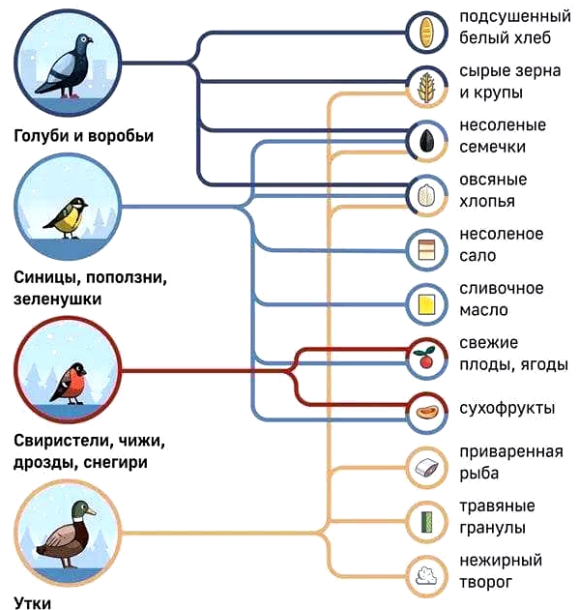 Голуби и воробьи
Синицы, поползни,
зеленушки
Свиристели, чижи,
дрозды, снегири
Утки
подсушенный
белый хлеб
сырые зерна
и крупы
несоленые
семечки
овсяные
хлопья
несоленое
сало
сливочное
масло
свежие
плоды, ягоды
сухофрукты
приваренная
рыба
травяные
гранулы
нежирный
творог